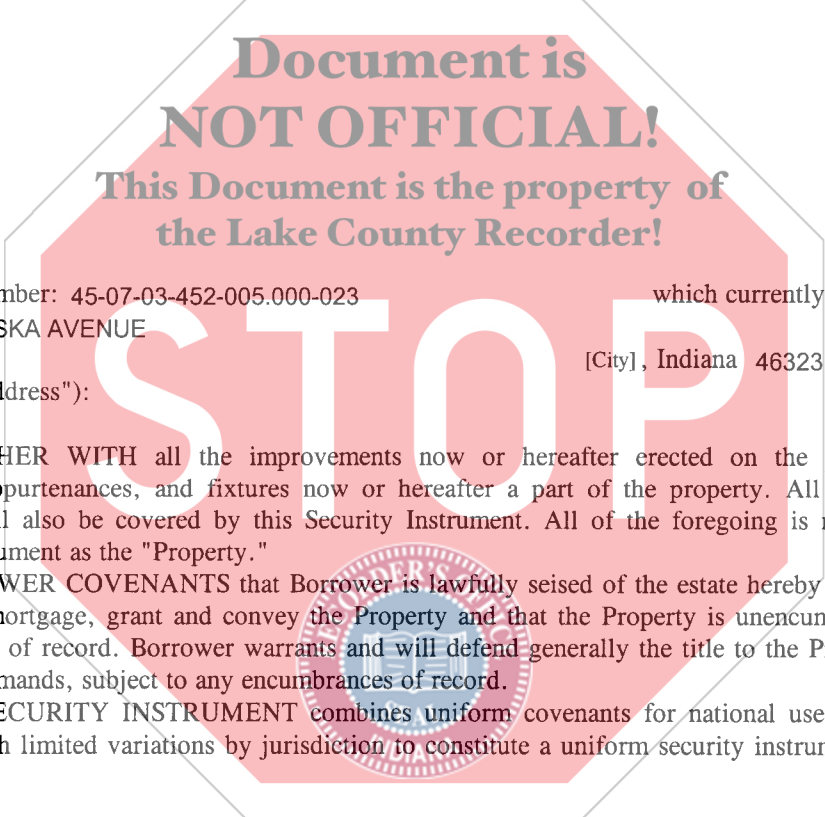 Document is
NOT OFFICIAL!
This Document is the property of
the Lake County Recorder!
mber: 45-07-03-452-005.000-023 which currently
SKA AVENUE
[City] , Indiana 46323
ddress"):
STOP
HER WITH all the improvements now or hereafter erected on the
ppurtenances, and fixtures now or hereafter a part of the property. All
l also be covered by this Security Instrument. All of the foregoing is
ument as the "Property."
WER COVENANTS that Borrower is lawfully seised of the estate hereby
nortgage, grant and convey the Property and that the Property is unencum
of record. Borrower warrants and will defend generally the title to the P
mands, subject to any encumbrances of record.
ECURITY INSTRUMENT combines uniform covenants for national use
h limited variations by jurisdiction to constitute a uniform security instrum
SEAL
INDIANA